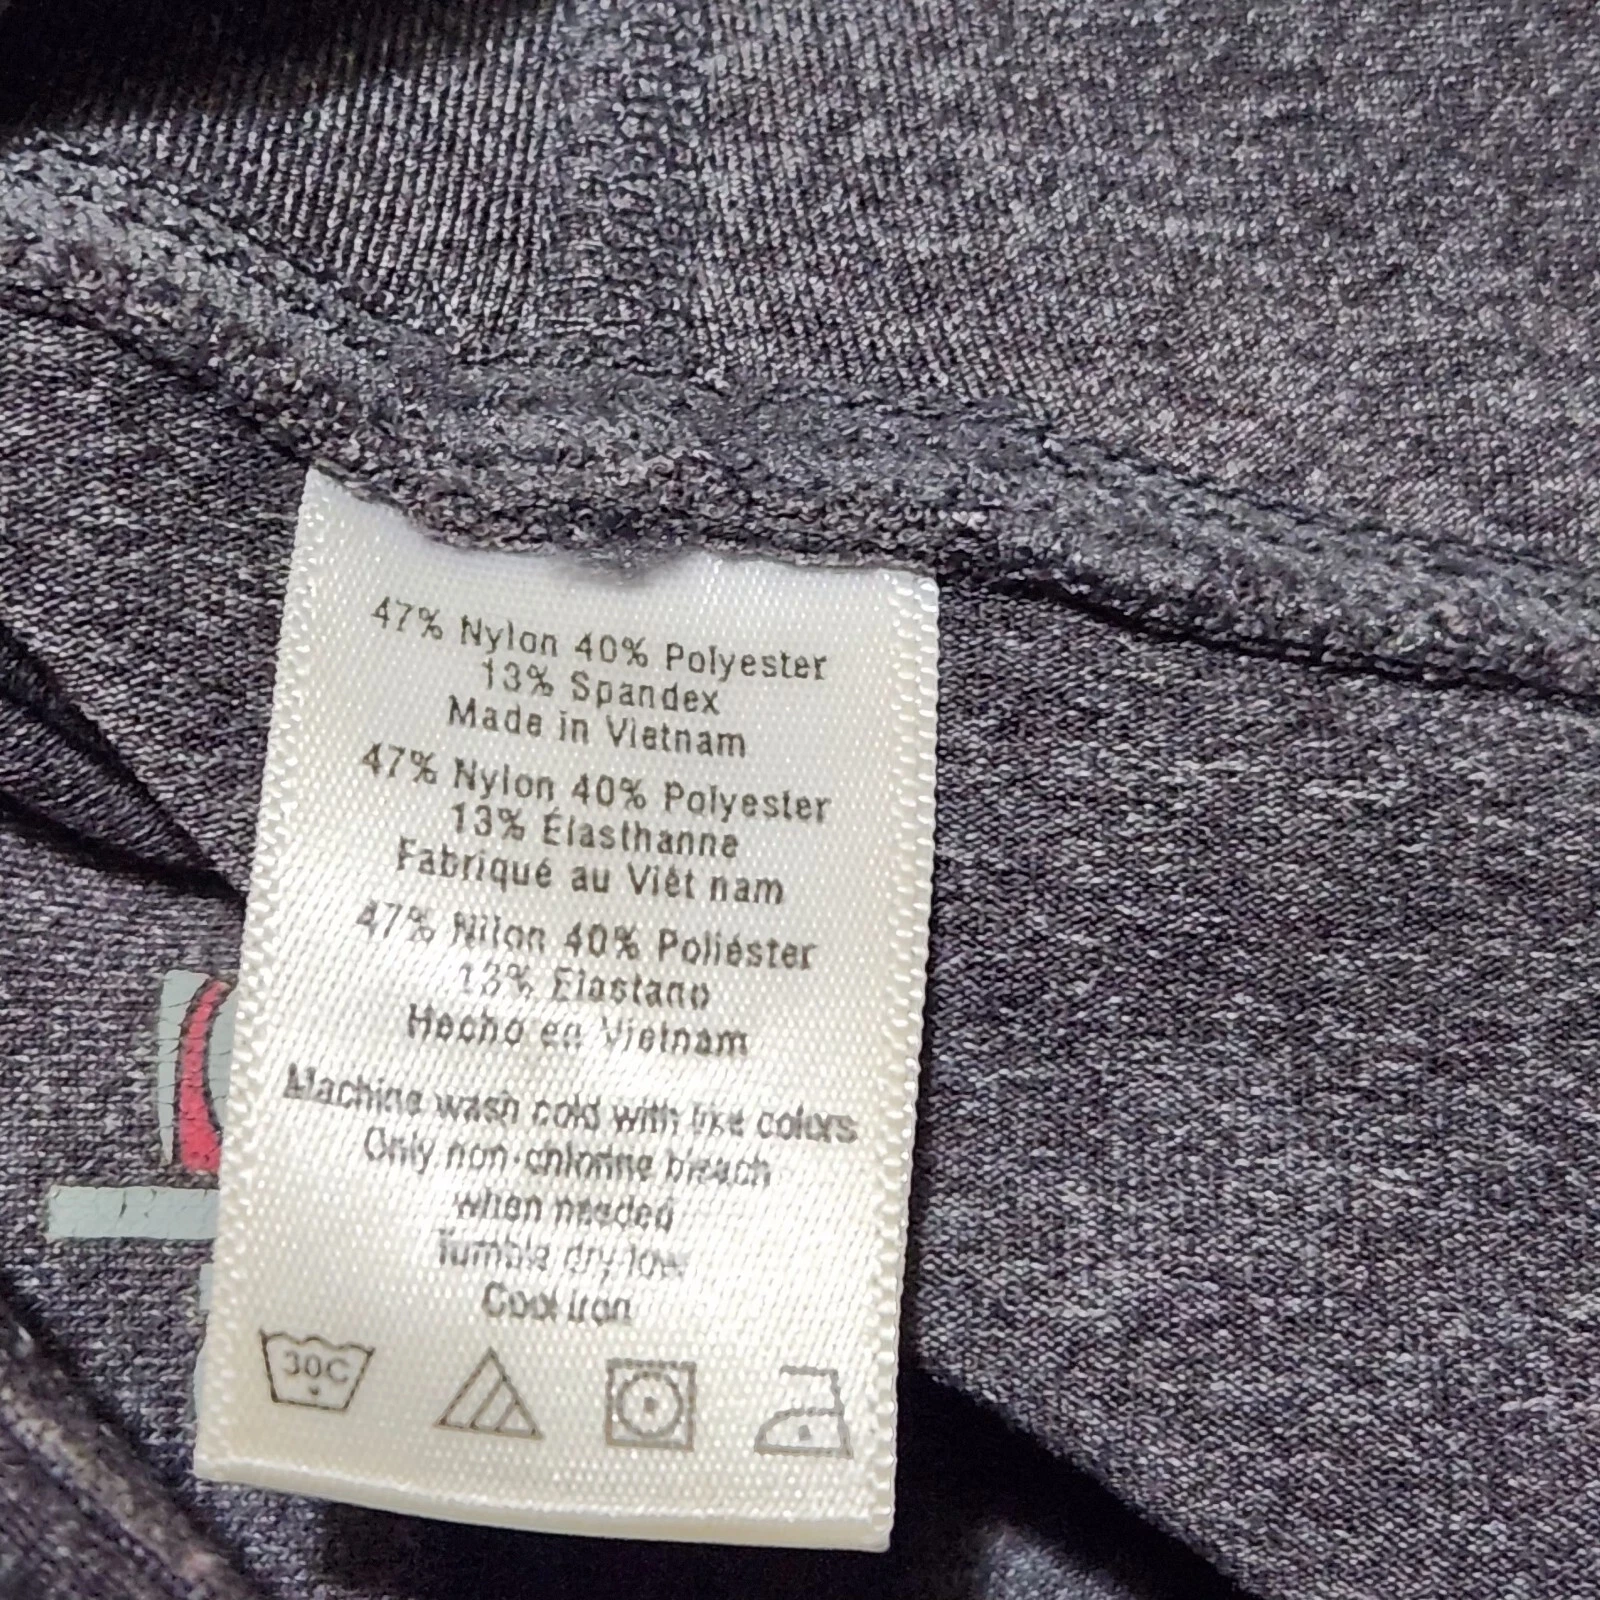 47% Nylon 40% Polyester
13% Spandex
Made in Vietnam
47% Nylon 40% Polyester
13% Élasthanne
Fabriqué au Viêt nam
47% Nilon 40% Poliéster
13% Elastano
Hecho en Vietnam
Machine wash cold with like colors
Only non-chlorine bleach
when needed
Tumble dry low
Cool iron
30C